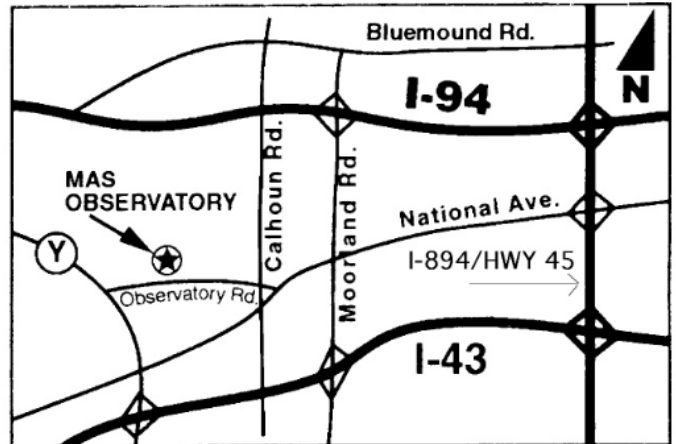 Bluemound Rd.
I-94
N
Calhoun Rd.
Moorland Rd.
MAS
OBSERVATORY
National Ave.
Y
I-894/HWY 45
Observatory Rd.
I-43